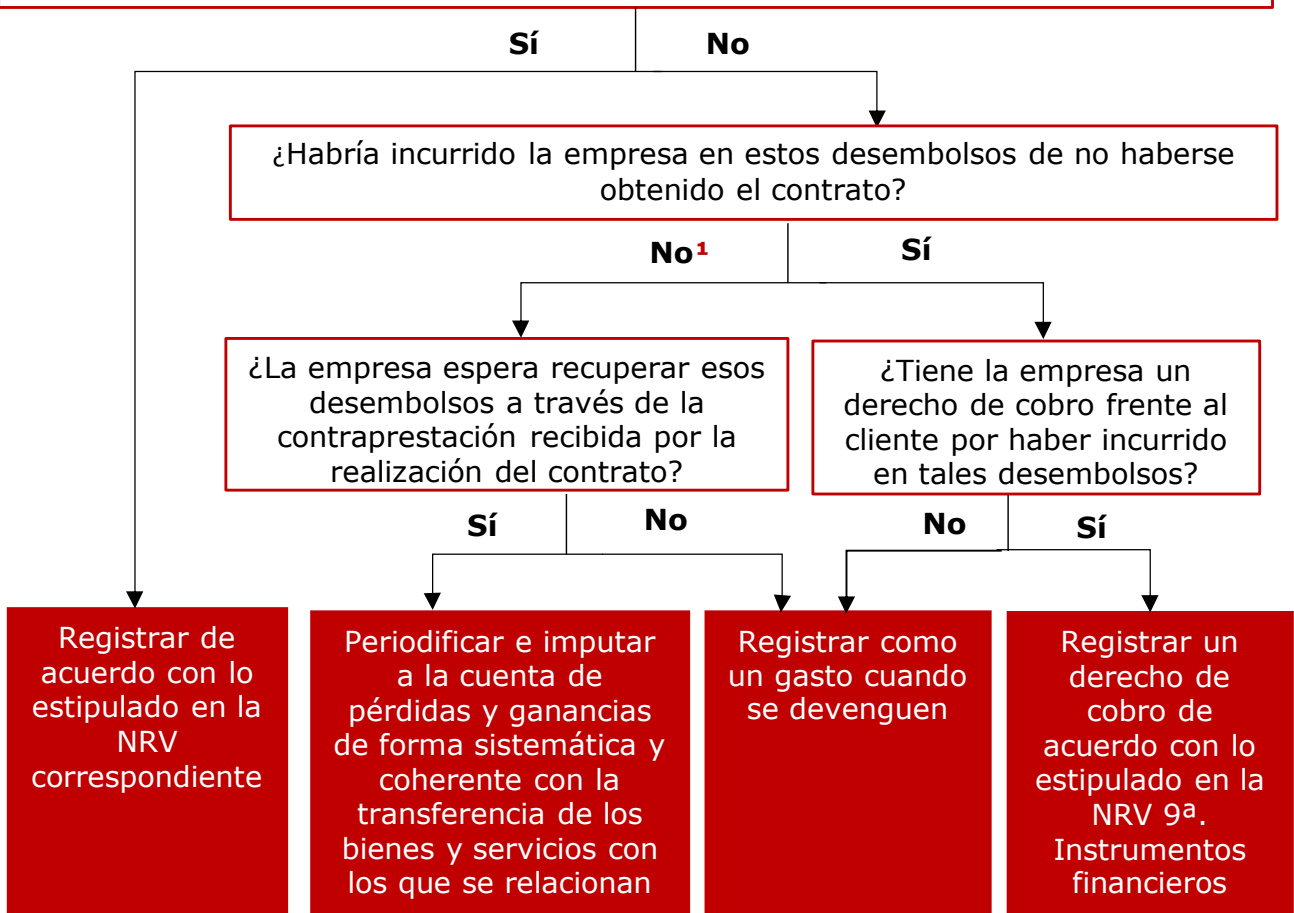 Sí
No
¿Habría incurrido la empresa en estos desembolsos de no haberse
obtenido el contrato?
No¹
Sí
¿La empresa espera recuperar esos
desembolsos a través de la
contraprestación recibida por la
realización del contrato?
¿Tiene la empresa un
derecho de cobro frente al
cliente por haber incurrido
en tales desembolsos?
Sí
No
No
Sí
Registrar de
acuerdo con lo
estipulado en la
NRV
correspondiente
Periodificar e imputar
a la cuenta de
pérdidas y ganancias
de forma sistemática y
coherente con la
transferencia de los
bienes y servicios con
los que se relacionan
Registrar como
un gasto cuando
se devenguen
Registrar un
derecho de
cobro de
acuerdo con lo
estipulado en la
NRV 9ª.
Instrumentos
financieros